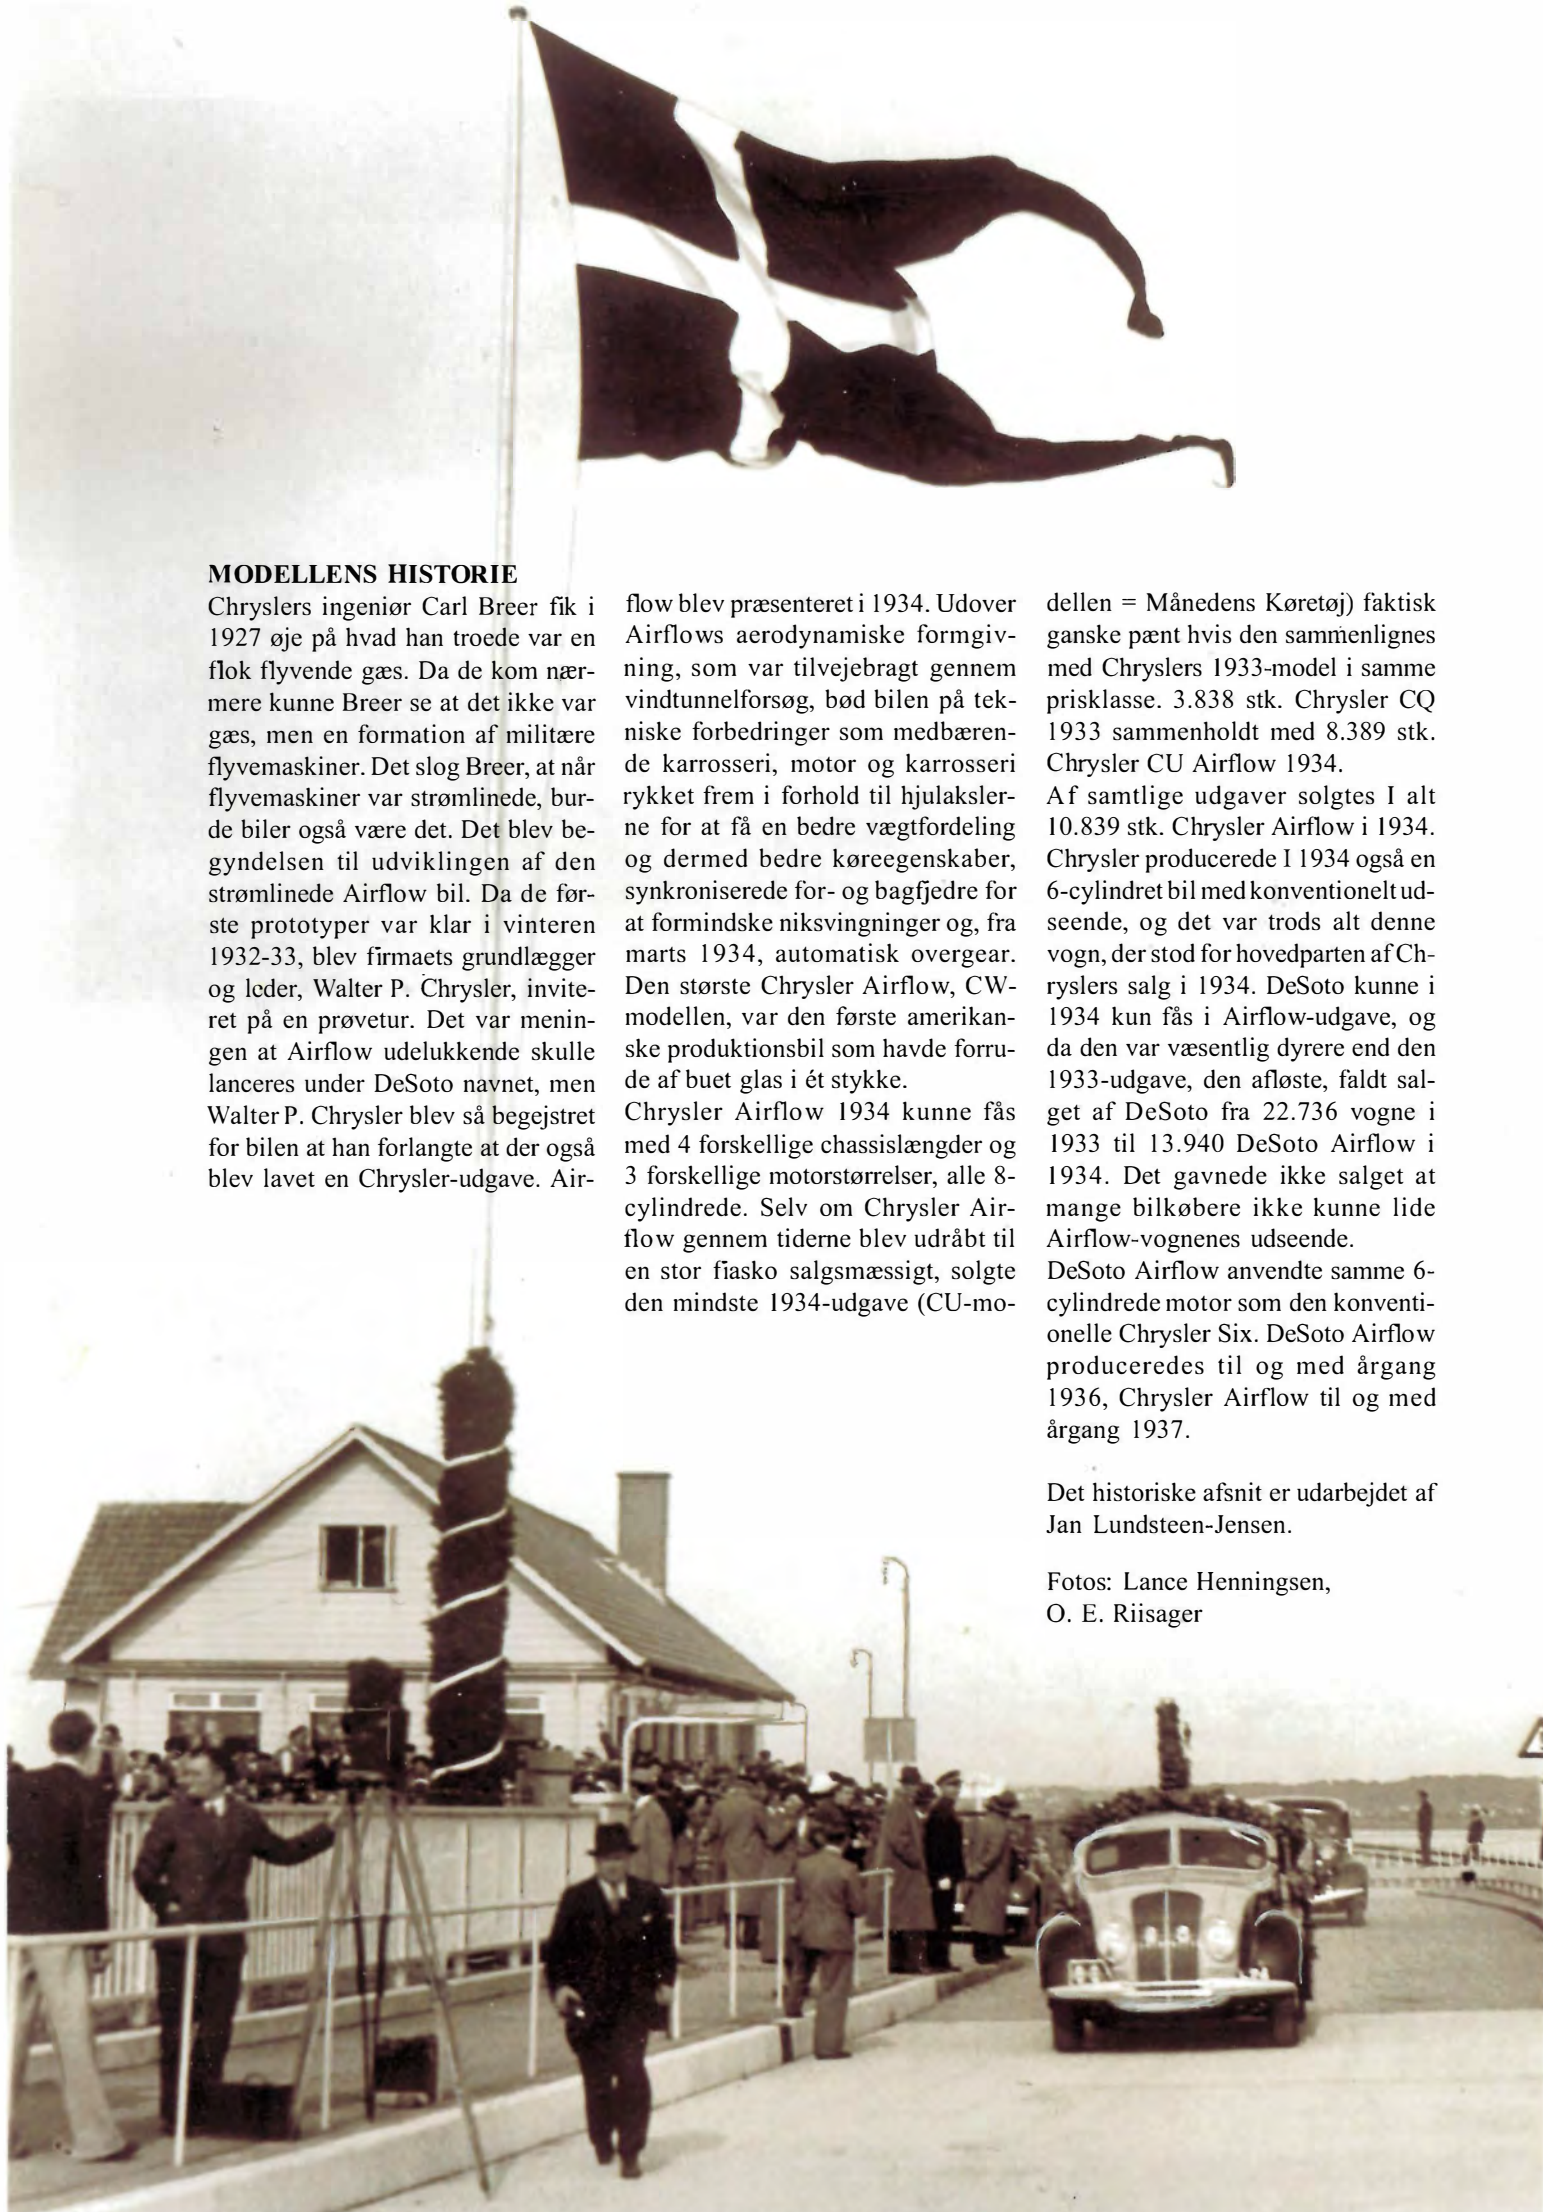 MODELLENS HISTORIE
Chryslers ingeniør Carl Breer fik i
1927 øje på hvad han troede var en
flok flyvende gæs. Da de kom nær-
mere kunne Breer se at det ikke var
gæs, men en formation af militære
flyvemaskiner. Det slog Breer, at når
flyvemaskiner var strømlinede, bur-
de biler også være det. Det blev be-
gyndelsen til udviklingen af den
strømlinede Airflow bil. Da de før-
ste prototyper var klar i vinteren
1932-33, blev firmaets grundlægger
og leder, Walter P. Chrysler, invite-
ret på en prøvetur. Det var menin-
gen at Airflow udelukkende skulle
lanceres under DeSoto navnet, men
Walter P. Chrysler blev så begejstret
for bilen at han forlangte at der også
blev lavet en Chrysler-udgave. Air-
flow blev præsenteret i 1934. Udover
Airflows aerodynamiske formgiv-
ning, som var tilvejebragt gennem
vindtunnelforsøg, bød bilen på tek-
niske forbedringer som medbæren-
de karrosseri, motor og karrosseri
rykket frem i forhold til hjulaksler-
ne for at få en bedre vægtfordeling
og dermed bedre køreegenskaber,
synkroniserede for- og bagfjedre for
at formindske niksvingninger og, fra
marts 1934, automatisk overgear.
Den største Chrysler Airflow, CW-
modellen, var den første amerikan-
ske produktionsbil som havde forru-
de af buet glas i ét stykke.
Chrysler Airflow 1934 kunne fås
med 4 forskellige chassislængder og
3 forskellige motorstørrelser, alle 8-
cylindrede. Selv om Chrysler Air-
flow gennem tiderne blev udråbt til
en stor fiasko salgsmæssigt, solgte
den mindste 1934-udgave (CU-mo-
dellen = Månedens Køretøj) faktisk
ganske pænt hvis den sammenlignes
med Chryslers 1933-model i samme
prisklasse. 3.838 stk. Chrysler CQ
1933 sammenholdt med 8.389 stk.
Chrysler CU Airflow 1934.
Af samtlige udgaver solgtes I alt
10.839 stk. Chrysler Airflow i 1934.
Chrysler producerede I 1934 også en
6-cylindret bil med konventionelt ud-
seende, og det var trods alt denne
vogn, der stod for hovedparten af Ch-
ryslers salg i 1934. DeSoto kunne i
1934 kun fås i Airflow-udgave, og
da den var væsentlig dyrere end den
1933-udgave, den afløste, faldt sal-
get af DeSoto fra 22.736 vogne i
1933 til 13.940 DeSoto Airflow i
1934. Det gavnede ikke salget at
mange bilkøbere ikke kunne lide
Airflow-vognenes udseende.
DeSoto Airflow anvendte samme 6-
cylindrede motor som den konventi-
onelle Chrysler Six. DeSoto Airflow
produceredes til og med årgang
1936, Chrysler Airflow til og med
årgang 1937.
Det historiske afsnit er udarbejdet af
Jan Lundsteen-Jensen.
Fotos: Lance Henningsen,
O. E. Riisager